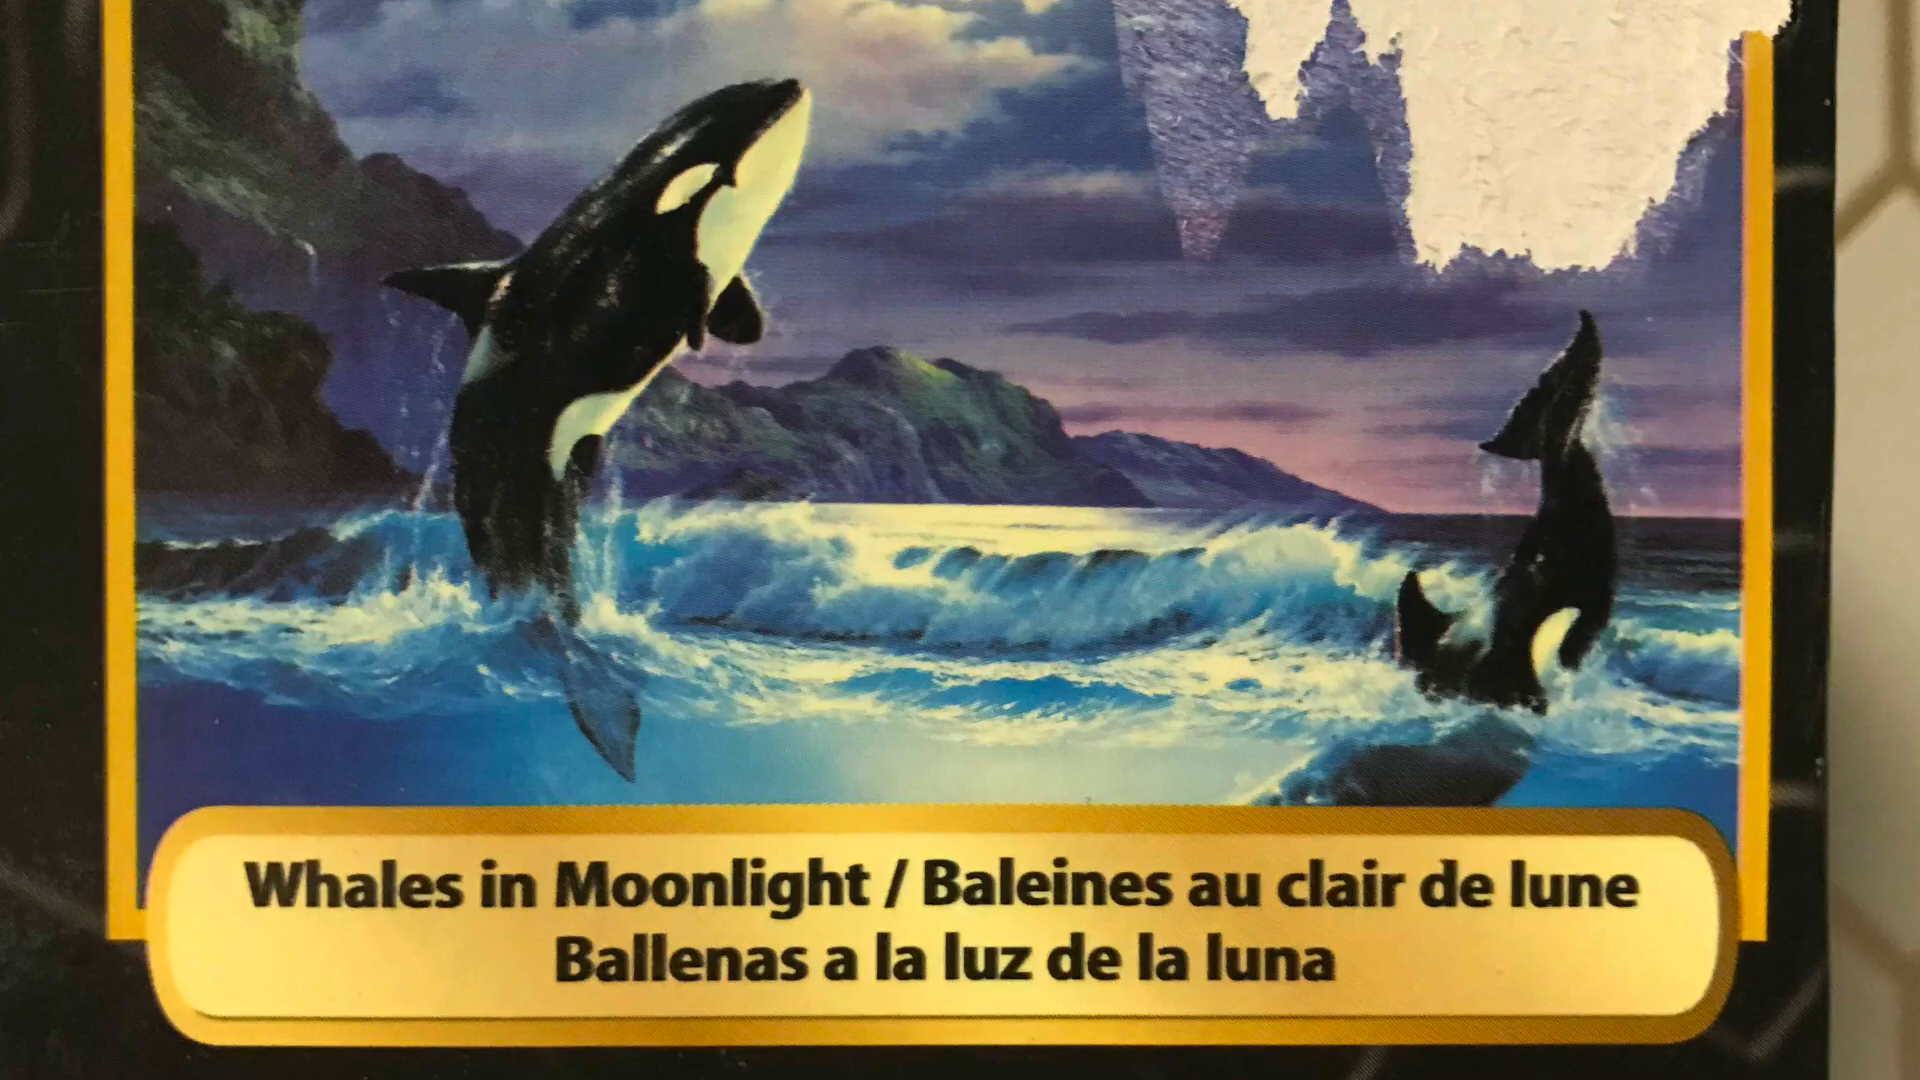 Whales in Moonlight / Baleines au clair de lune
Ballenas a la luz de la luna